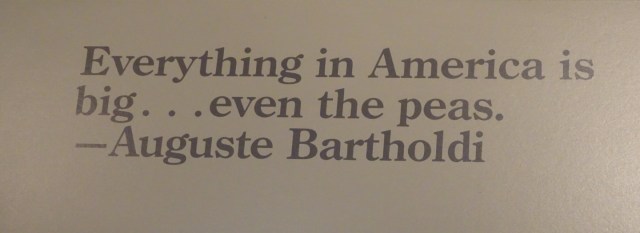 Everything in America is
big. . .even the peas.
—Auguste Bartholdi